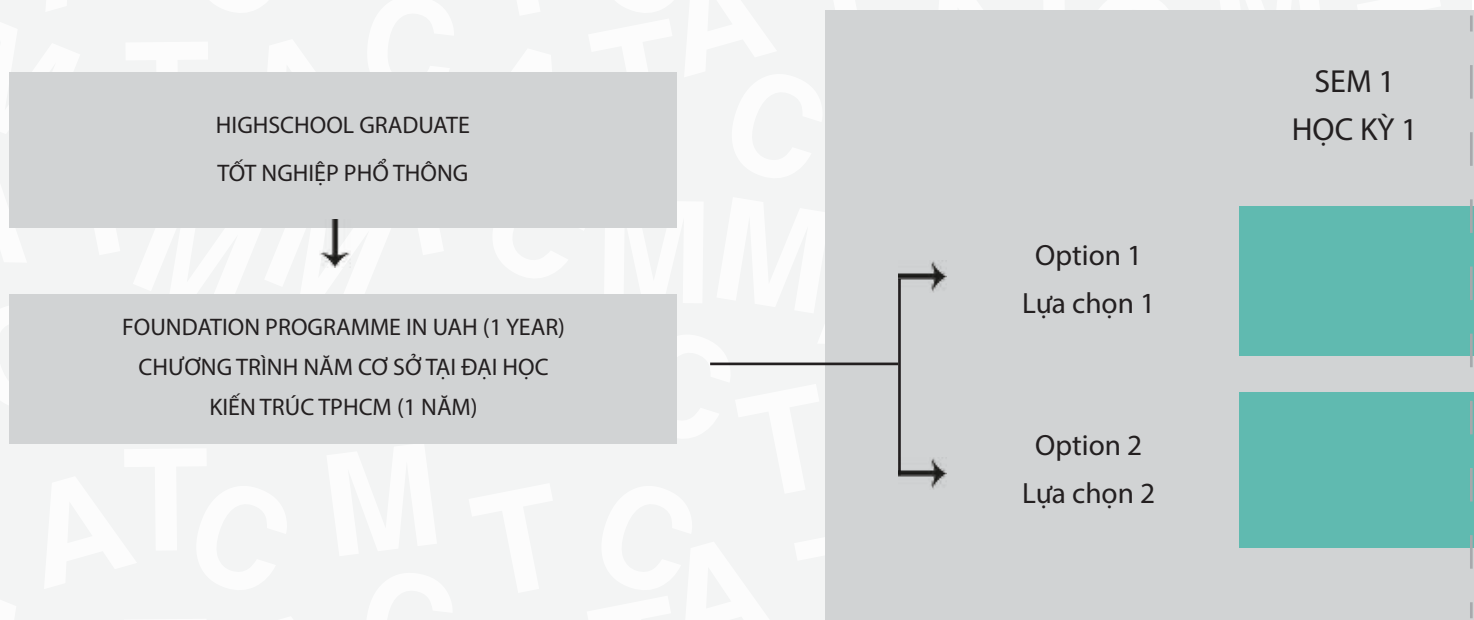 HIGHSCHOOL GRADUATE
TỐT NGHIỆP PHỔ THÔNG
FOUNDATION PROGRAMME IN UAH (1 YEAR)
CHƯƠNG TRÌNH NĂM CƠ SỞ TẠI ĐẠI HỌC
KIẾN TRÚC TPHCM (1 NĂM)
SEM 1
HỌC KỲ 1
Option 1
Lựa chọn 1
Option 2
Lựa chọn 2